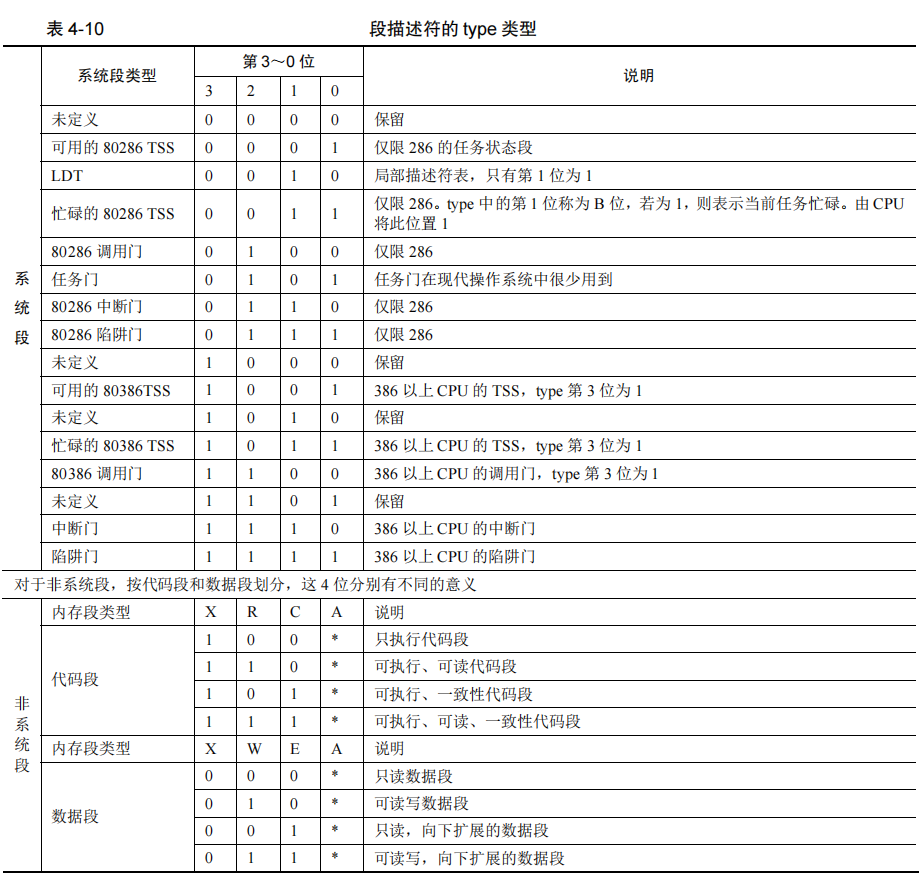 表 4-10 段描述符的 type 类型
系统段类型 第 3～0 位 说明
3 2 1 0
系统段
未定义 0 0 0 0 保留
可用的 80286 TSS 0 0 0 1 仅限 286 的任务状态段
LDT 0 0 1 0 局部描述符表，只有第 1 位为 1
忙碌的 80286 TSS 0 0 1 1 仅限 286。type 中的第 1 位称为 B 位，若为 1，则表示当前任务忙碌。由 CPU
将此位置 1
80286 调用门 0 1 0 0 仅限 286
任务门 0 1 0 1 任务门在现代操作系统中很少用到
80286 中断门 0 1 1 0 仅限 286
80286 陷阱门 0 1 1 1 仅限 286
未定义 1 0 0 0 保留
可用的 80386TSS 1 0 0 1 386 以上 CPU 的 TSS，type 第 3 位为 1
未定义 1 0 1 0 保留
忙碌的 80386 TSS 1 0 1 1 386 以上 CPU 的 TSS，type 第 3 位为 1
80386 调用门 1 1 0 0 386 以上 CPU 的调用门，type 第 3 位为 1
未定义 1 1 0 1 保留
中断门 1 1 1 0 386 以上 CPU 的中断门
陷阱门 1 1 1 1 386 以上 CPU 的陷阱门
对于非系统段，按代码段和数据段划分，这 4 位分别有不同的意义
非系统段
内存段类型 X R C A 说明
代码段
1 0 0 * 只执行代码段
1 1 0 * 可执行、可读代码段
1 0 1 * 可执行、一致性代码段
1 1 1 * 可执行、可读、一致性代码段
内存段类型 X W E A 说明
数据段
0 0 0 * 只读数据段
0 1 0 * 可读写数据段
0 0 1 * 只读，向下扩展的数据段
0 1 1 * 可读写，向下扩展的数据段